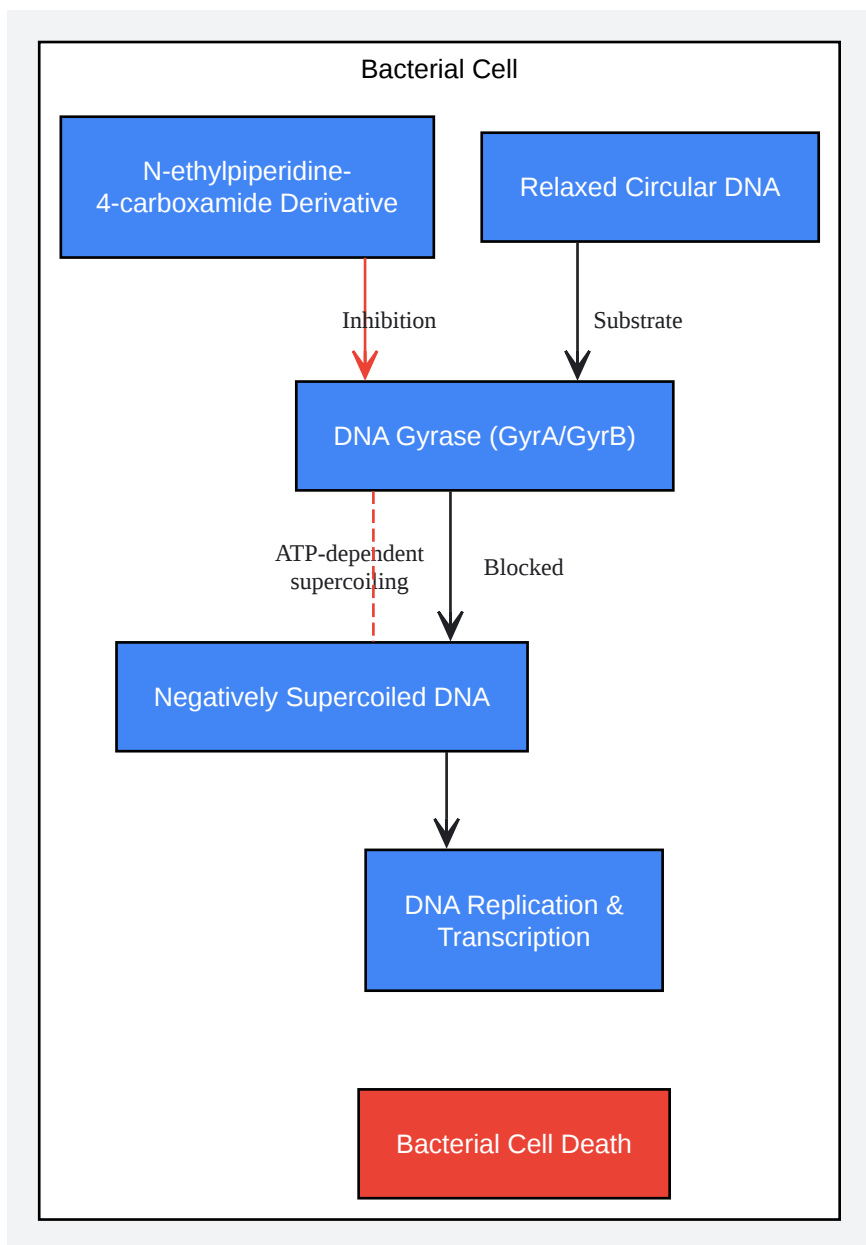 Bacterial Cell
N-ethylpiperidine-
4-carboxamide Derivative
Relaxed Circular DNA
Inhibition
Substrate
DNA Gyrase (GyrA/GyrB)
ATP-dependent
supercoiling
Blocked
Negatively Supercoiled DNA
DNA Replication &
Transcription
Bacterial Cell Death